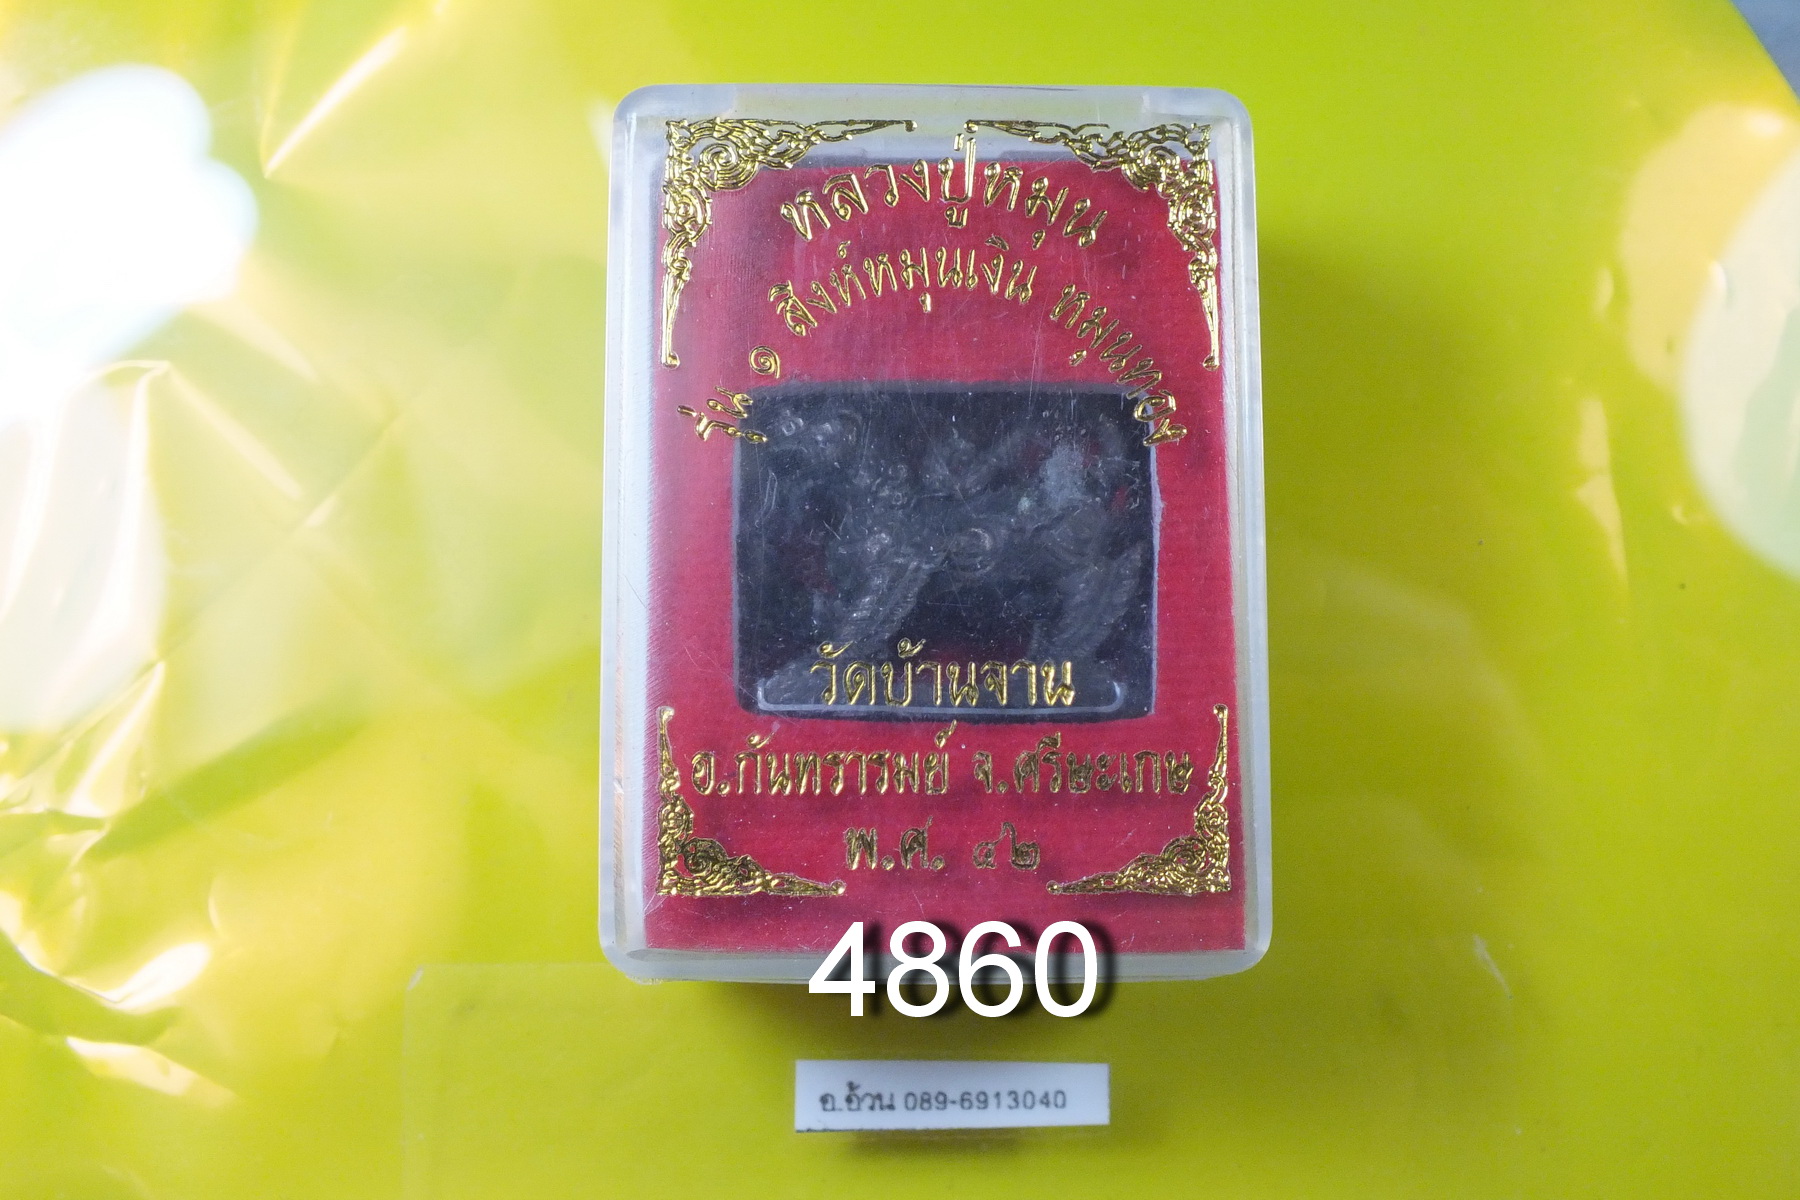 หลวงปู่หมุน
รุ่น ๑ สิงห์หมุนเงิน หมุนทอง
วัดบ้านจาน
อ.กันทรารมย์ จ.ศรีษะเกษ
พ.ศ. ๔๒
4860
อ.อ้วน 089-6913040